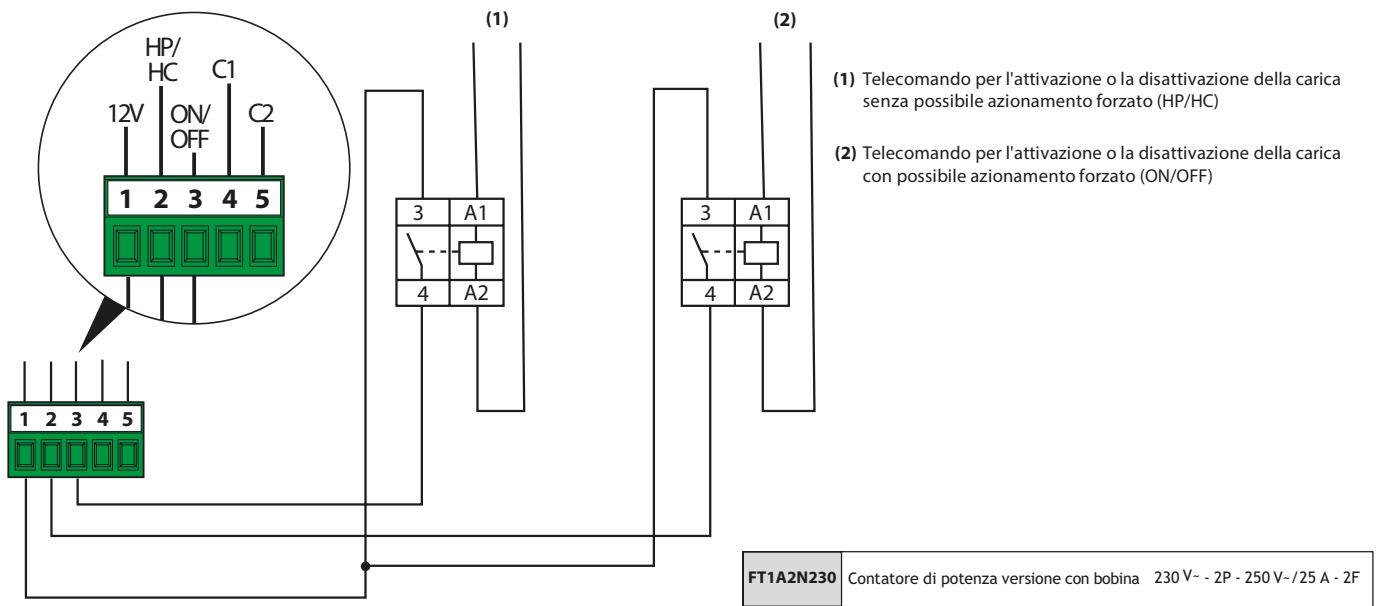 (1)
(2)
HP/
HC
C1
12V
ON/
OFF
C2
1 2 3 4 5
(1) Telecomando per l'attivazione o la disattivazione della carica
senza possibile azionamento forzato (HP/HC)
(2) Telecomando per l'attivazione o la disattivazione della carica
con possibile azionamento forzato (ON/OFF)
3 A1
4 A2
3 A1
4 A2
1 2 3 4 5
FT1A2N230 Contatore di potenza versione con bobina 230 V~ - 2P - 250 V~/25 A - 2F